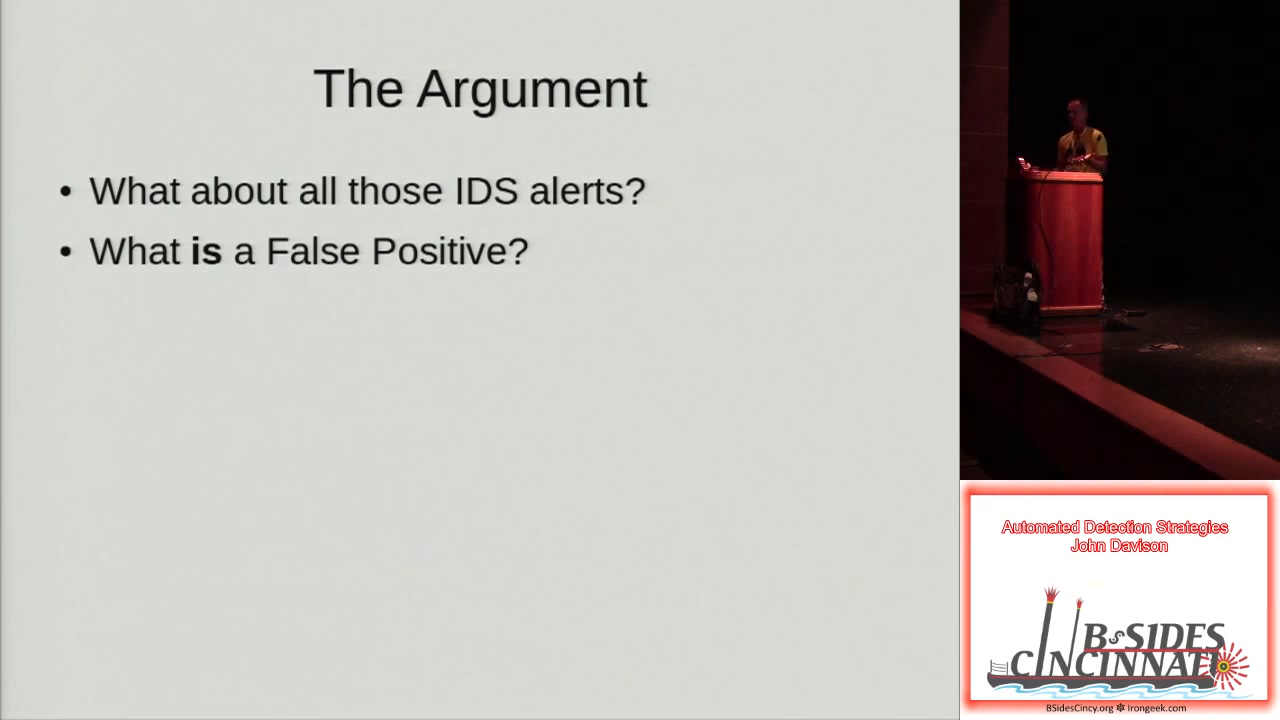 The Argument
• What about all those IDS alerts?
• What is a False Positive?
Automated Detection Strategies
John Davison
BSIDES
CINCINNATI
BSidesCincy.org ✽ Irongeek.com